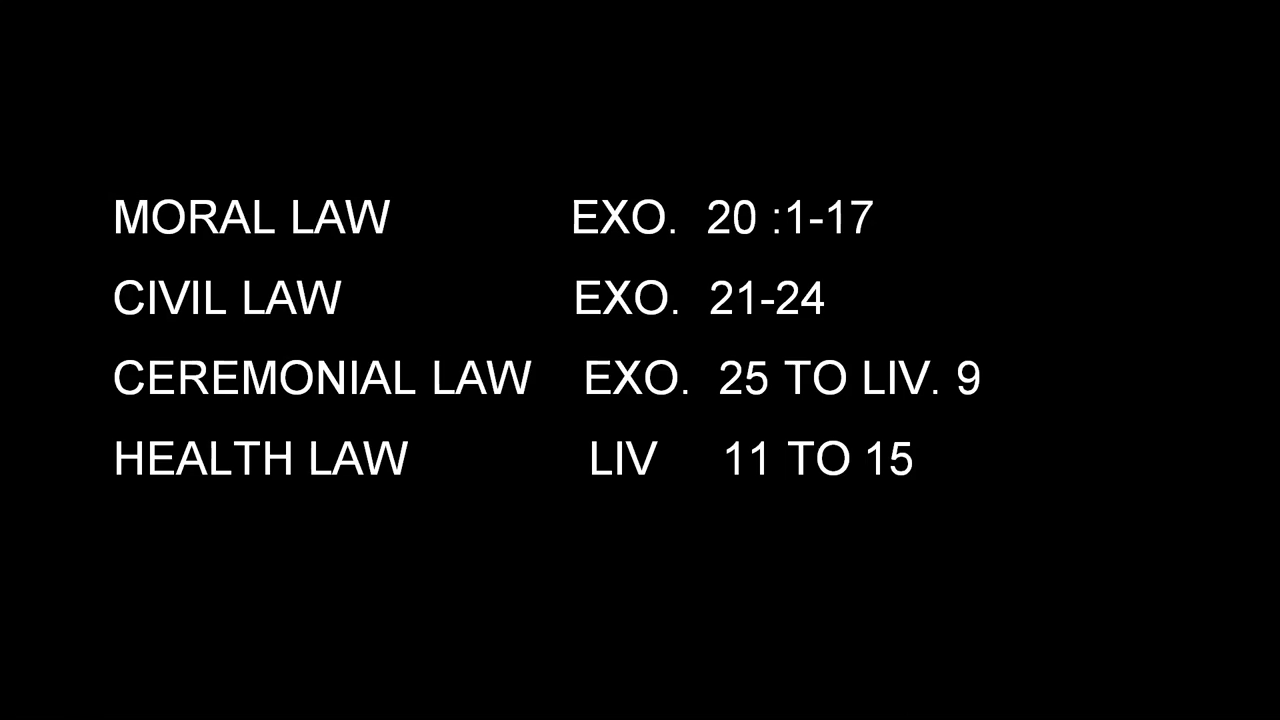 MORAL LAW EXO. 20 :1-17
CIVIL LAW EXO. 21-24
CEREMONIAL LAW EXO. 25 TO LIV. 9
HEALTH LAW LIV 11 TO 15